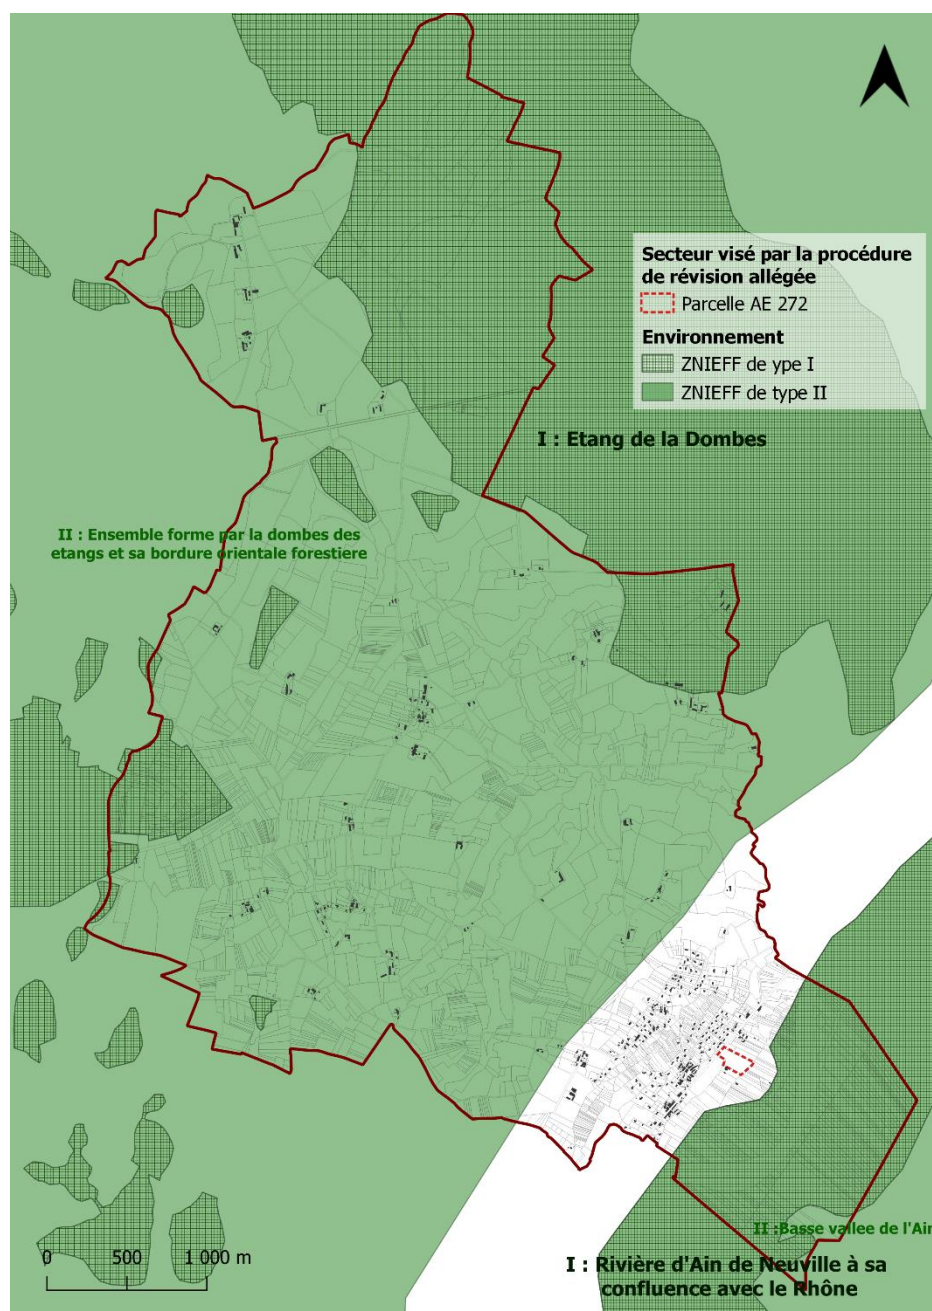 Secteur visé par la procédure
de révision allégée
Parcelle AE 272
Environnement
ZNIEFF de ype I
ZNIEFF de type II
I : Etang de la Dombes
II : Ensemble forme par la dombes des
etangs et sa bordure orientale forestiere
II :Basse vallee de l'Ain
I : Rivière d'Ain de Neuville à sa
confluence avec le Rhône
0 500 1 000 m